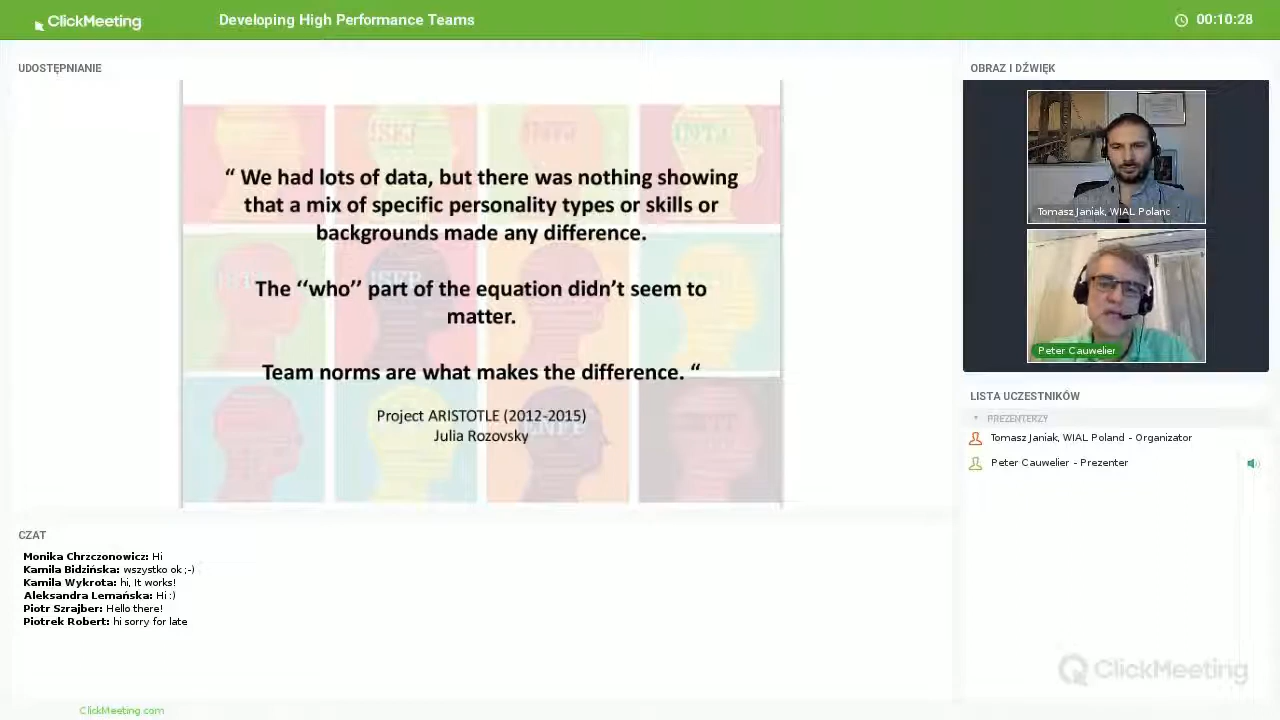 ClickMeeting
Developing High Performance Teams
00:10:28
UDOSTĘPNIANIE
“ We had lots of data, but there was nothing showing
that a mix of specific personality types or skills or
backgrounds made any difference.
The “who” part of the equation didn’t seem to
matter.
Team norms are what makes the difference. “
Project ARISTOTLE (2012-2015)
Julia Rozovsky
OBRAZ I DŹWIĘK
Tomasz Janiak, WIAL Poland
Peter Cauwelier
LISTA UCZESTNIKÓW
PREZENTERZY
Tomasz Janiak, WIAL Poland - Organizator
Peter Cauwelier - Prezenter
CZAT
Monika Chrzczonowicz: Hi
Kamila Bidzińska: wszystko ok ;-)
Kamila Wykrota: hi, It works!
Aleksandra Lemańska: Hi :)
Piotr Szrajber: Hello there!
Piotrek Robert: hi sorry for late
ClickMeeting
ClickMeeting.com